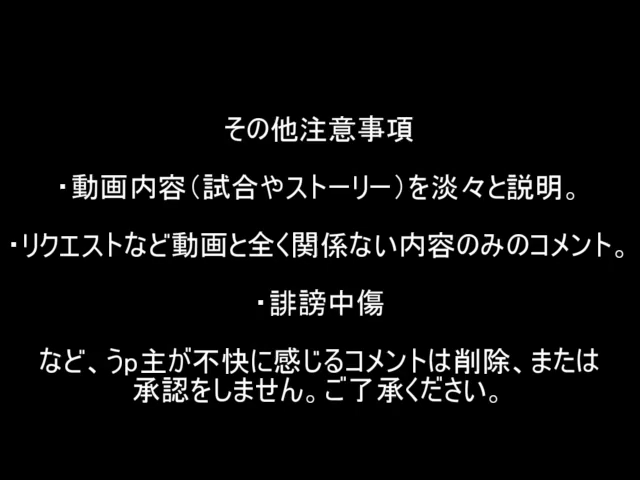 その他注意事項
・動画内容（試合やストーリー）を淡々と説明。
・リクエストなど動画と全く関係ない内容のみのコメント。
・誹謗中傷
など、うp主が不快に感じるコメントは削除、または
承認をしません。ご了承ください。